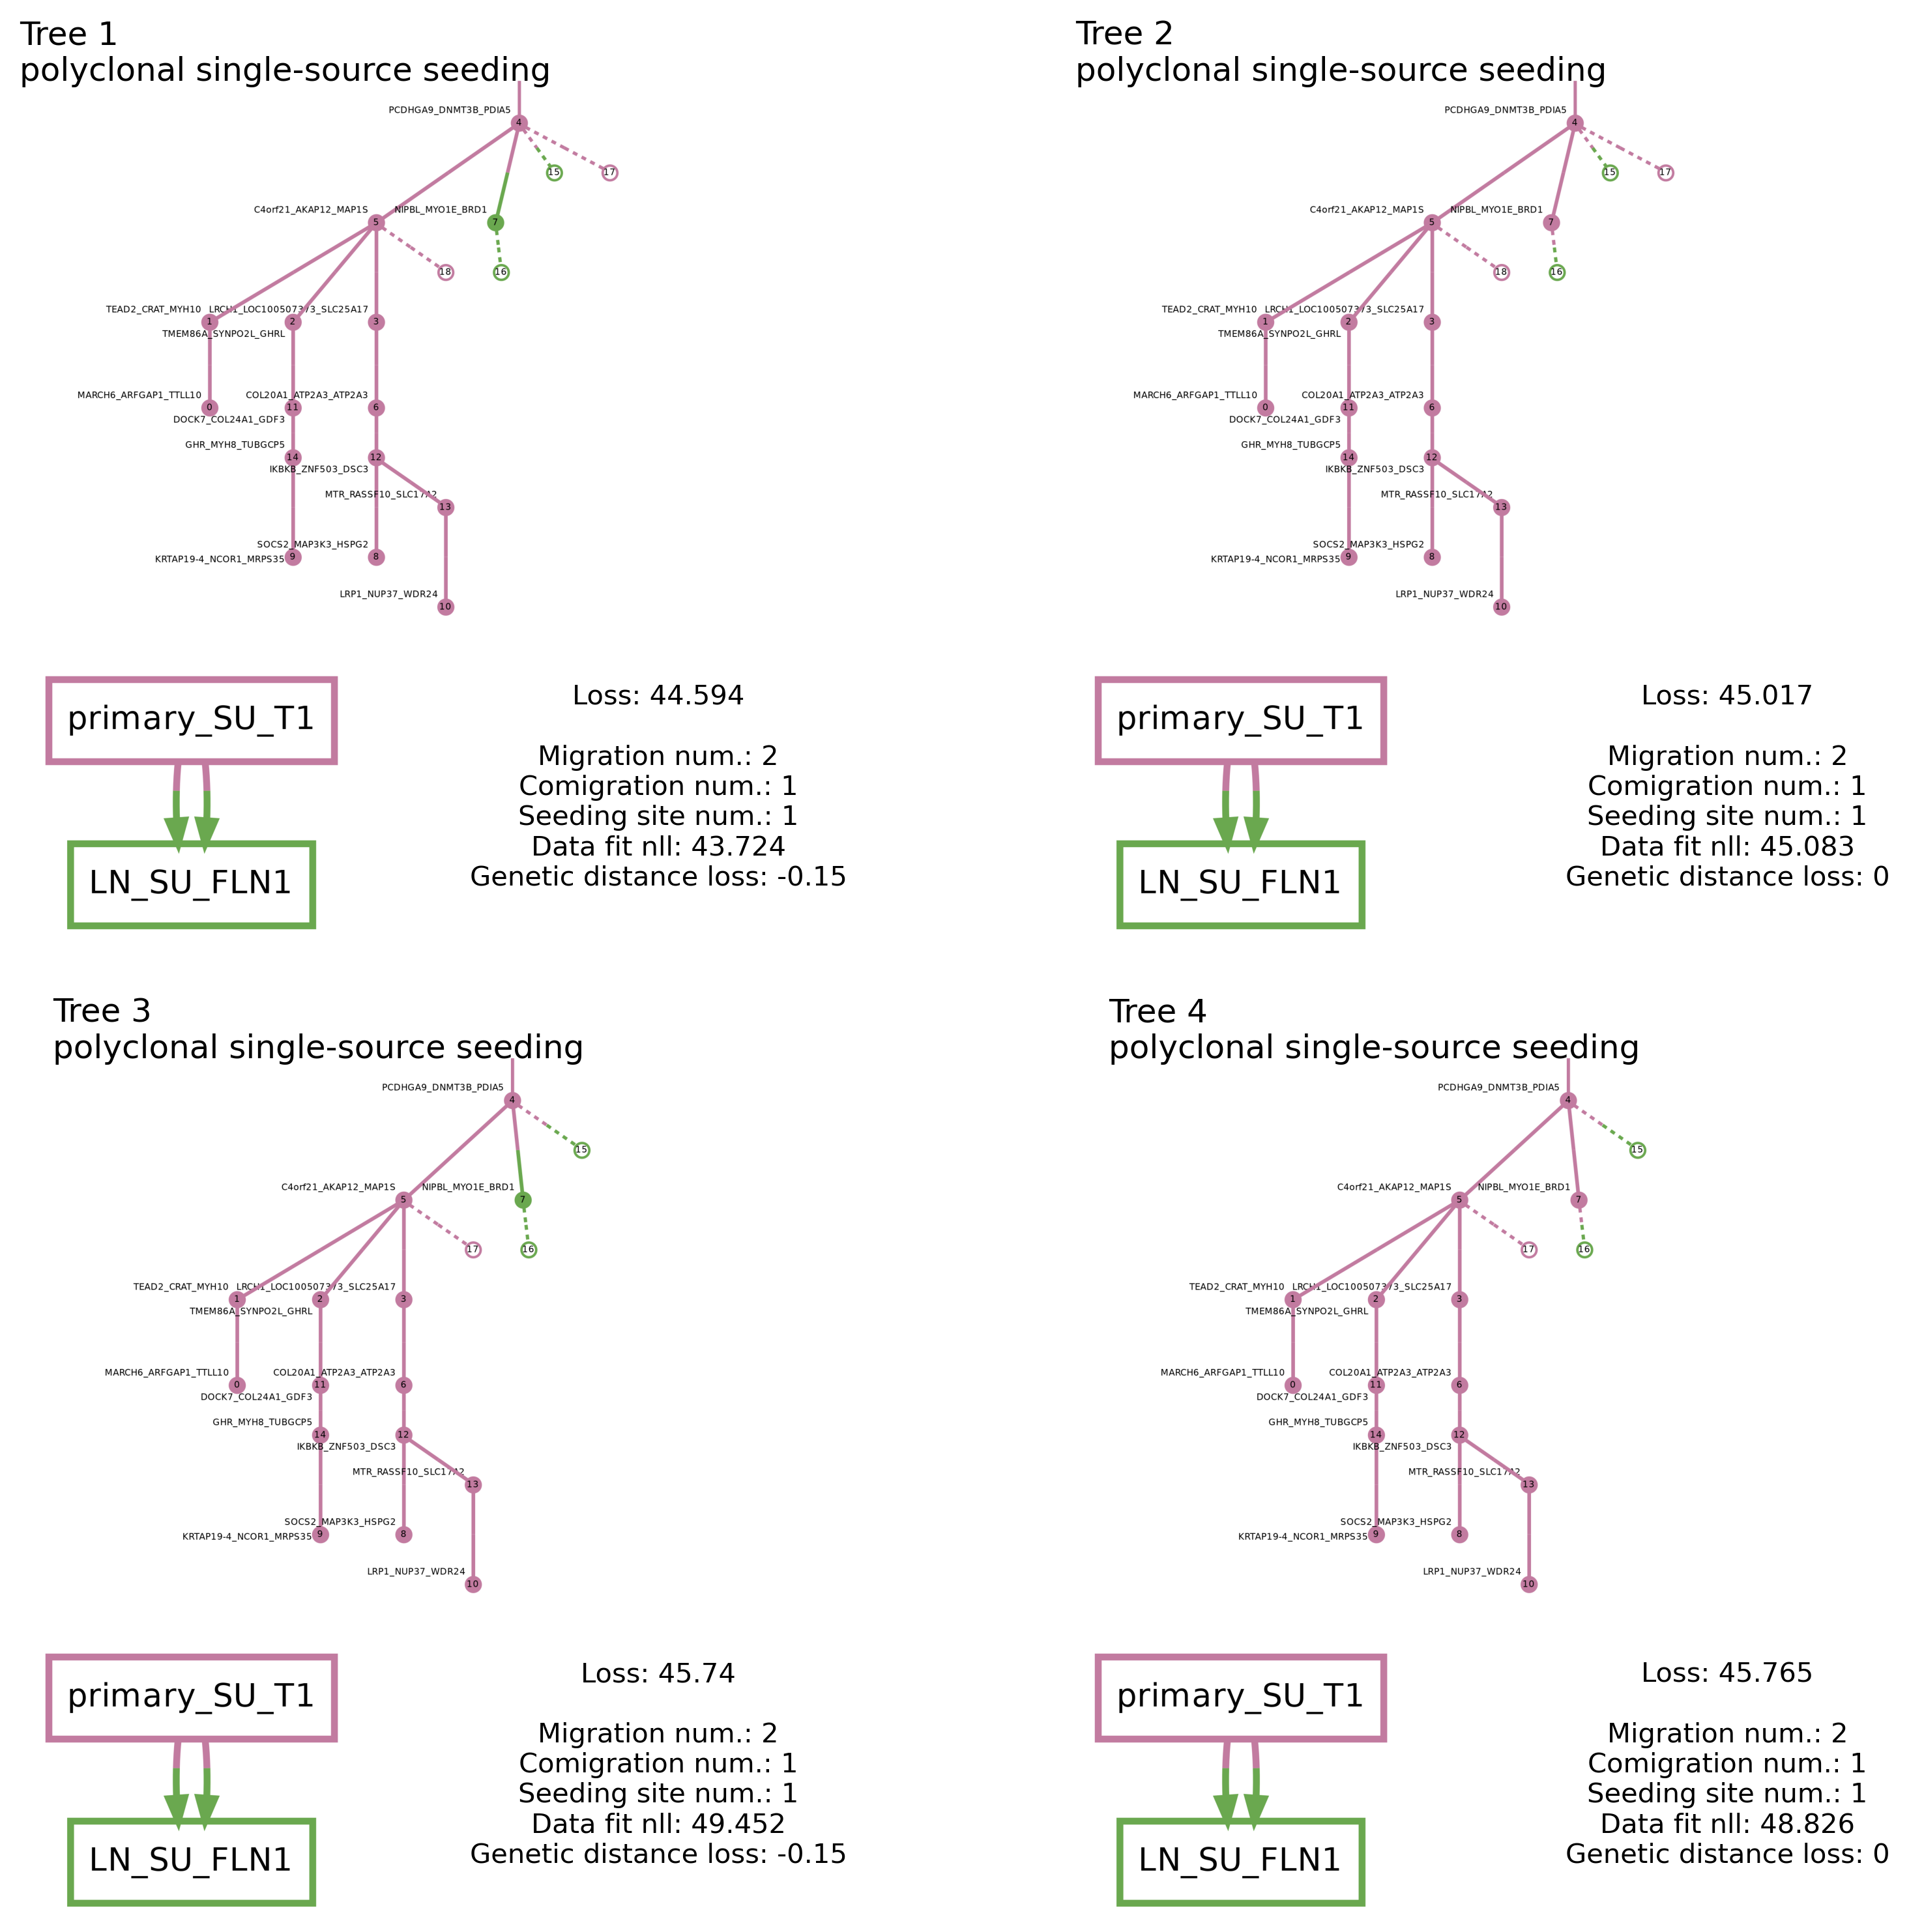 Tree 1
polyclonal single-source seeding
PCDHGA9_DNMT3B_PDIA5
4
15
17
C4orf21_AKAP12_MAP1S
NIPBL_MYO1E_BRD1
5
7
18
16
TEAD2_CRAT_MYH10
LRCH1_LOC100507373_SLC25A17
1
2
3
TMEM86A_SYNPO2L_GHRL
MARCH6_ARFGAP1_TTLL10
COL20A1_ATP2A3_ATP2A3
0
11
6
DOCK7_COL24A1_GDF3
GHR_MYH8_TUBGCP5
14
12
IKBKB_ZNF503_DSC3
MTR_RASSF10_SLC17A2
13
SOCS2_MAP3K3_HSPG2
KRTAP19-4_NCOR1_MRPS35
9
8
LRP1_NUP37_WDR24
10
primary_SU_T1
LN_SU_FLN1
Loss: 44.594
Migration num.: 2
Comigration num.: 1
Seeding site num.: 1
Data fit nll: 43.724
Genetic distance loss: -0.15
Tree 2
polyclonal single-source seeding
PCDHGA9_DNMT3B_PDIA5
4
15
17
C4orf21_AKAP12_MAP1S
NIPBL_MYO1E_BRD1
5
7
18
16
TEAD2_CRAT_MYH10
LRCH1_LOC100507373_SLC25A17
1
2
3
TMEM86A_SYNPO2L_GHRL
MARCH6_ARFGAP1_TTLL10
COL20A1_ATP2A3_ATP2A3
0
11
6
DOCK7_COL24A1_GDF3
GHR_MYH8_TUBGCP5
14
12
IKBKB_ZNF503_DSC3
MTR_RASSF10_SLC17A2
13
SOCS2_MAP3K3_HSPG2
KRTAP19-4_NCOR1_MRPS35
9
8
LRP1_NUP37_WDR24
10
primary_SU_T1
LN_SU_FLN1
Loss: 45.017
Migration num.: 2
Comigration num.: 1
Seeding site num.: 1
Data fit nll: 45.083
Genetic distance loss: 0
Tree 3
polyclonal single-source seeding
PCDHGA9_DNMT3B_PDIA5
4
15
C4orf21_AKAP12_MAP1S
NIPBL_MYO1E_BRD1
5
7
17
16
TEAD2_CRAT_MYH10
LRCH1_LOC100507373_SLC25A17
1
2
3
TMEM86A_SYNPO2L_GHRL
MARCH6_ARFGAP1_TTLL10
COL20A1_ATP2A3_ATP2A3
0
11
6
DOCK7_COL24A1_GDF3
GHR_MYH8_TUBGCP5
14
12
IKBKB_ZNF503_DSC3
MTR_RASSF10_SLC17A2
13
SOCS2_MAP3K3_HSPG2
KRTAP19-4_NCOR1_MRPS35
9
8
LRP1_NUP37_WDR24
10
primary_SU_T1
LN_SU_FLN1
Loss: 45.74
Migration num.: 2
Comigration num.: 1
Seeding site num.: 1
Data fit nll: 49.452
Genetic distance loss: -0.15
Tree 4
polyclonal single-source seeding
PCDHGA9_DNMT3B_PDIA5
4
15
C4orf21_AKAP12_MAP1S
NIPBL_MYO1E_BRD1
5
7
17
16
TEAD2_CRAT_MYH10
LRCH1_LOC100507373_SLC25A17
1
2
3
TMEM86A_SYNPO2L_GHRL
MARCH6_ARFGAP1_TTLL10
COL20A1_ATP2A3_ATP2A3
0
11
6
DOCK7_COL24A1_GDF3
GHR_MYH8_TUBGCP5
14
12
IKBKB_ZNF503_DSC3
MTR_RASSF10_SLC17A2
13
SOCS2_MAP3K3_HSPG2
KRTAP19-4_NCOR1_MRPS35
9
8
LRP1_NUP37_WDR24
10
primary_SU_T1
LN_SU_FLN1
Loss: 45.765
Migration num.: 2
Comigration num.: 1
Seeding site num.: 1
Data fit nll: 48.826
Genetic distance loss: 0